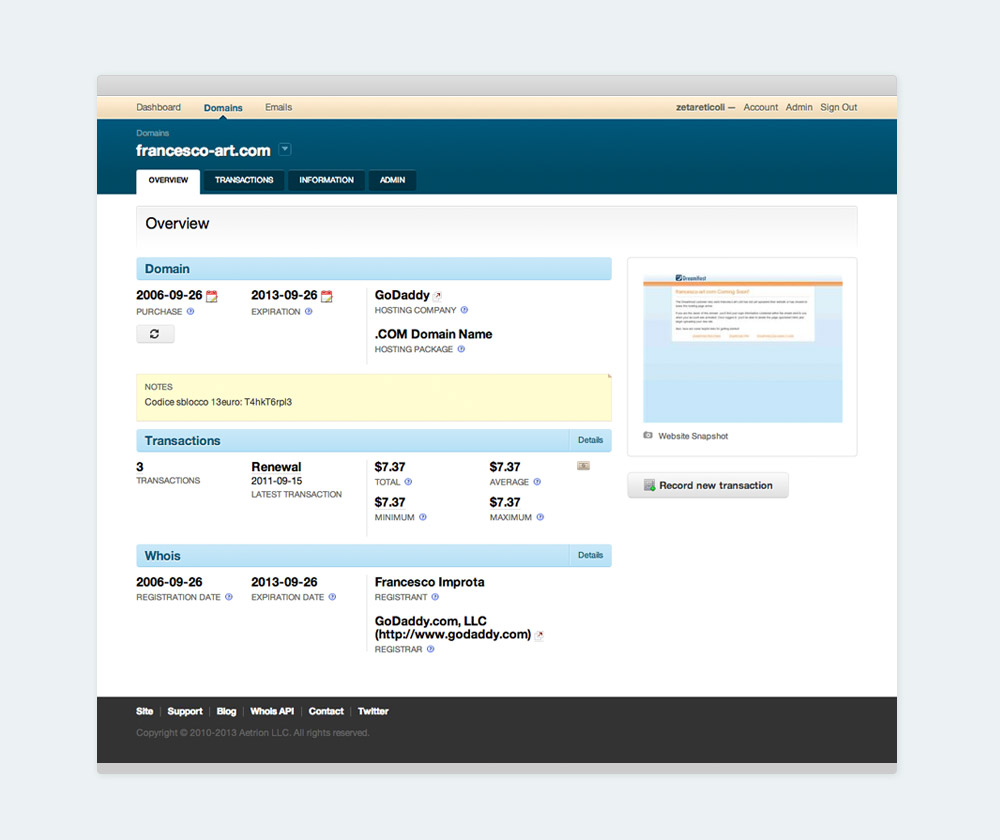 Dashboard Domains Emails zetareticoli — Account Admin Sign Out
Domains
francesco-art.com
OVERVIEW TRANSACTIONS INFORMATION ADMIN
Overview
Domain
2006-09-26 2013-09-26 GoDaddy
PURCHASE EXPIRATION HOSTING COMPANY
.COM Domain Name
HOSTING PACKAGE
NOTES
Codice sblocco 13euro: T4hkT6rpl3
DreamHost
Website Snapshot
Record new transaction
Transactions Details
3 Renewal $7.37 $7.37
TRANSACTIONS 2011-09-15 TOTAL AVERAGE
LATEST TRANSACTION
$7.37 $7.37
MINIMUM MAXIMUM
Whois Details
2006-09-26 2013-09-26 Francesco Improta
REGISTRATION DATE EXPIRATION DATE REGISTRANT
GoDaddy.com, LLC
(http://www.godaddy.com)
REGISTRAR
Site | Support | Blog | Whois API | Contact | Twitter
Copyright © 2010-2013 Aetrion LLC. All rights reserved.